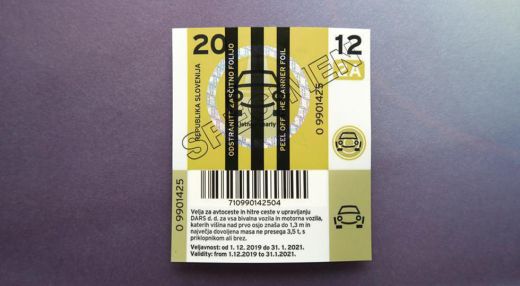 20 12
2A
REPUBLIKA SLOVENIJA
ODSTRANITE ZAŠČITNO FOLIJO
PEEL OFF THE CARRIER FOIL
0 9901425
SPECIMEN
0 9901425
710990142504
Velja za avtoceste in hitre ceste v upravljanju
DARS d. d. za vsa bivalna vozila in motorna vozila,
katerih višina nad prvo osjo znaša do 1,3 m in
največja dovoljena masa ne presega 3,5 t, s
priklopnikom ali brez.
Veljavnost: od 1. 12. 2019 do 31. 1. 2021.
Validity: from 1.12.2019 to 31.1.2021.